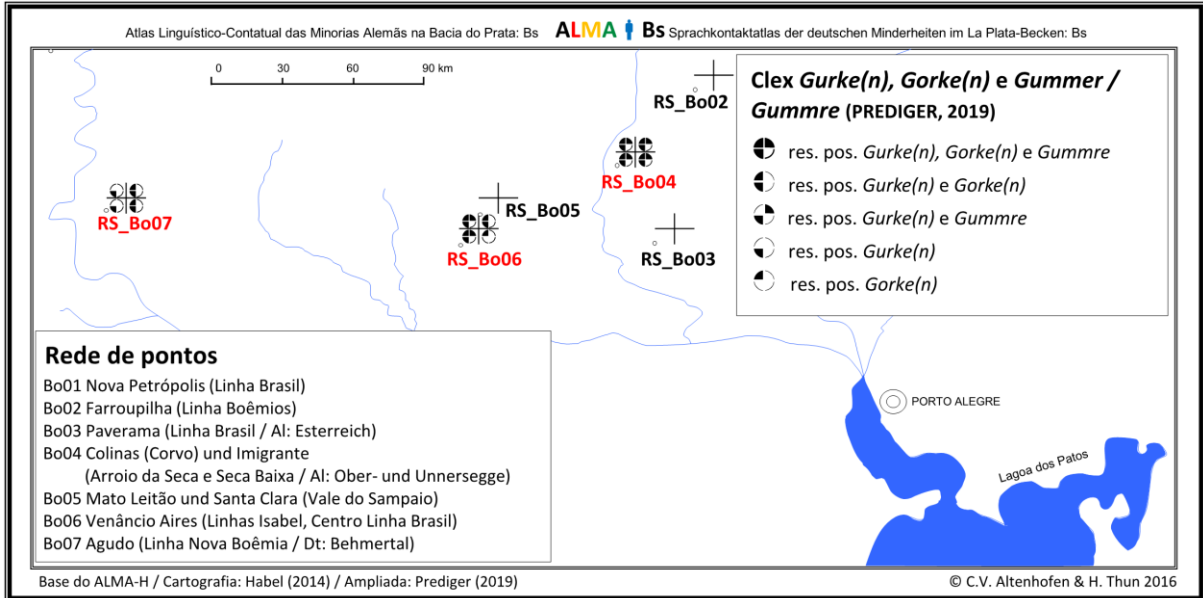 Atlas Linguístico-Contatual das Minorias Alemãs na Bacia do Prata: Bs ALMA Bs Sprachkontaktatlas der deutschen Minderheiten im La Plata-Becken: Bs
0 30 60 90 km
RS_Bo02
RS_Bo04
RS_Bo07
RS_Bo05
RS_Bo06
RS_Bo03
Clex Gurke(n), Gorke(n) e Gummer /
Gummre (PREDIGER, 2019)
res. pos. Gurke(n), Gorke(n) e Gummre
res. pos. Gurke(n) e Gorke(n)
res. pos. Gurke(n) e Gummre
res. pos. Gurke(n)
res. pos. Gorke(n)
Rede de pontos
Bo01 Nova Petrópolis (Linha Brasil)
Bo02 Farroupilha (Linha Boêmios)
Bo03 Paverama (Linha Brasil / Al: Esterreich)
Bo04 Colinas (Corvo) und Imigrante
(Arroio da Seca e Seca Baixa / Al: Ober- und Unnersegge)
Bo05 Mato Leitão und Santa Clara (Vale do Sampaio)
Bo06 Venâncio Aires (Linhas Isabel, Centro Linha Brasil)
Bo07 Agudo (Linha Nova Boêmia / Dt: Behmertal)
PORTO ALEGRE
Lagoa dos Patos
Base do ALMA-H / Cartografia: Habel (2014) / Ampliada: Prediger (2019)
© C.V. Altenhofen & H. Thun 2016